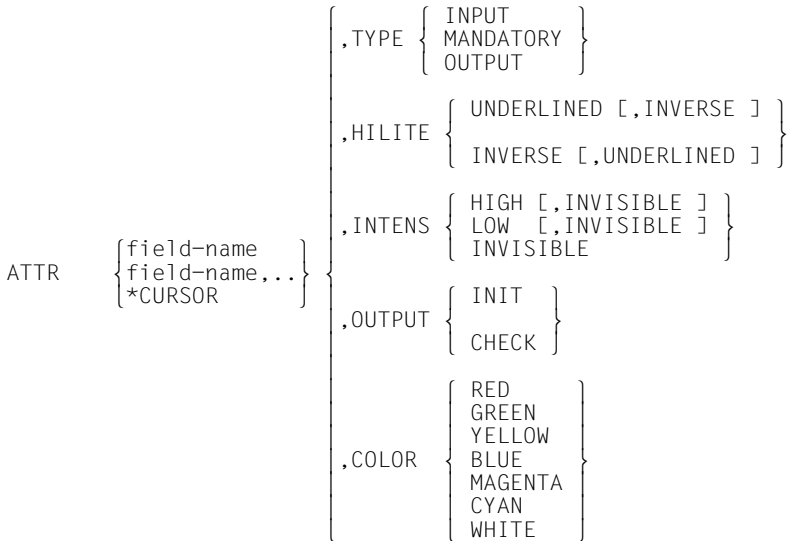 INPUT
,TYPE MANDATORY
OUTPUT
UNDERLINED [,INVERSE ]
,HILITE
INVERSE [,UNDERLINED ]
HIGH [,INVISIBLE ]
,INTENS LOW [,INVISIBLE ]
INVISIBLE
field-name
ATTR field-name,..
*CURSOR
INIT
,OUTPUT
CHECK
RED
GREEN
YELLOW
,COLOR BLUE
MAGENTA
CYAN
WHITE